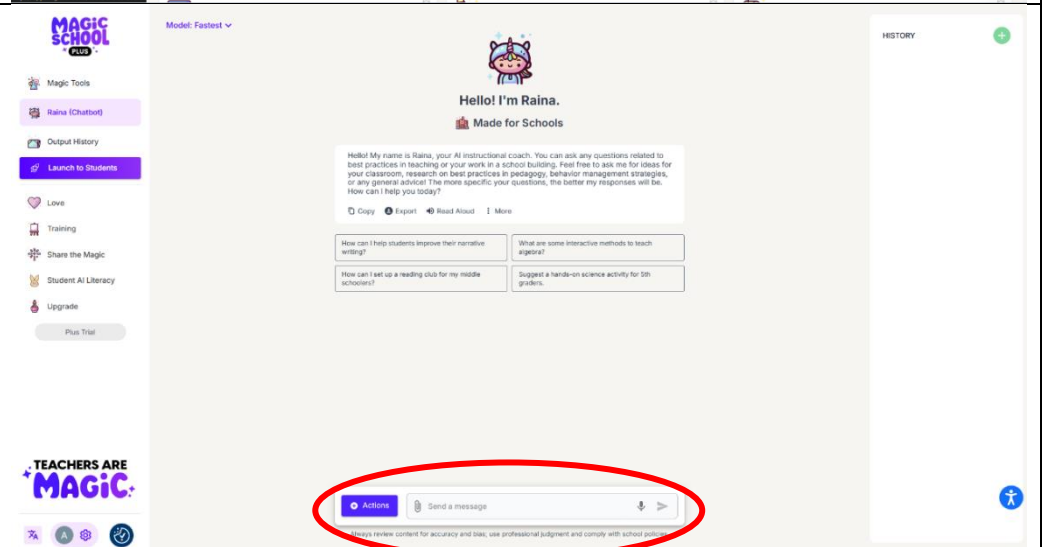 MAGIC
SCHOOL
PLUS
Magic Tools
Raina (Chatbot)
Output History
Launch to Students
Love
Training
Share the Magic
Student AI Literacy
Upgrade
Plus Trial
TEACHERS ARE
MAGIC
A
Model: Fastest
Hello! I'm Raina.
Made for Schools
Hello! My name is Raina, your AI instructional coach. You can ask any questions related to
best practices in teaching or your work in a school building. Feel free to ask me for ideas for
your classroom, research on best practices in pedagogy, behavior management strategies,
or any general advice! The more specific your questions, the better my responses will be.
How can I help you today?
Copy Export Read Aloud More
How can I help students improve their narrative
writing?
What are some interactive methods to teach
algebra?
How can I set up a reading club for my middle
schoolers?
Suggest a hands-on science activity for 5th
graders.
Actions Send a message
Always review content for accuracy and bias; use professional judgment and comply with school policies
HISTORY